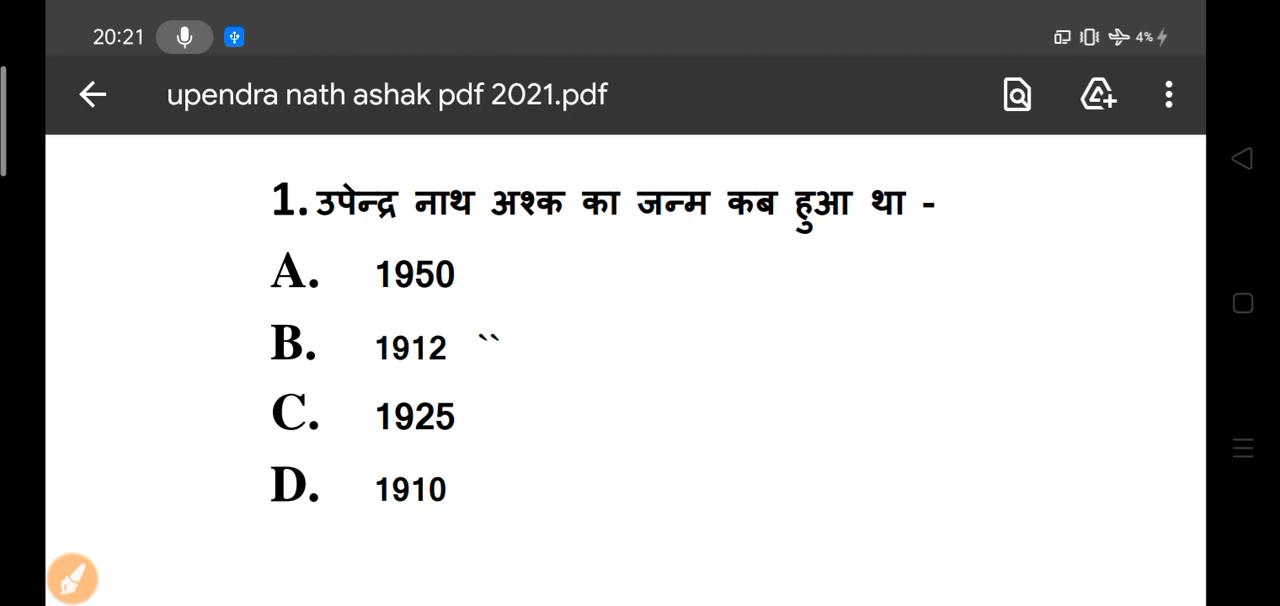 20:21 4%
upendra nath ashak pdf 2021.pdf
1. उपेन्द्र नाथ अश्क का जन्म कब हुआ था -
A. 1950
B. 1912 ``
C. 1925
D. 1910